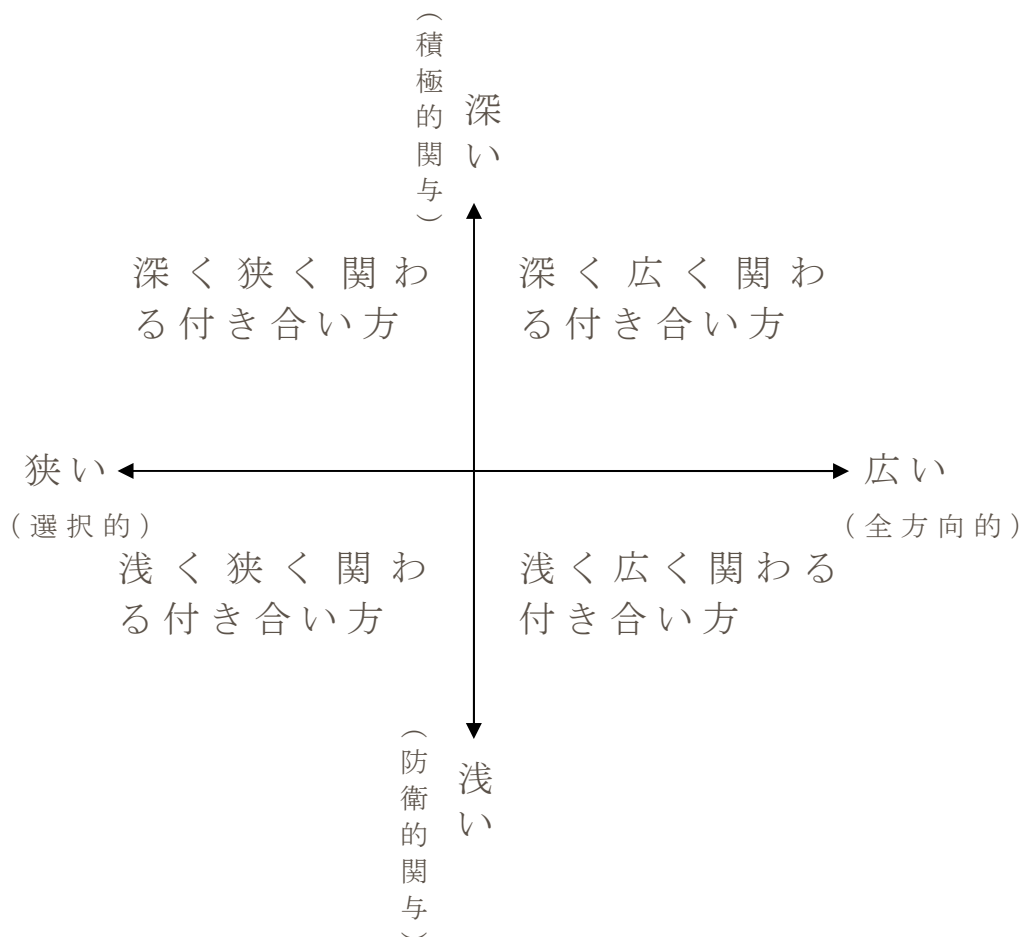 （積極的関与）
深い
深く狭く関わ
る付き合い方
深く広く関わ
る付き合い方
狭い
（選択的）
広い
（全方向的）
浅く狭く関わ
る付き合い方
浅く広く関わる
付き合い方
（防衛的関与）
浅い